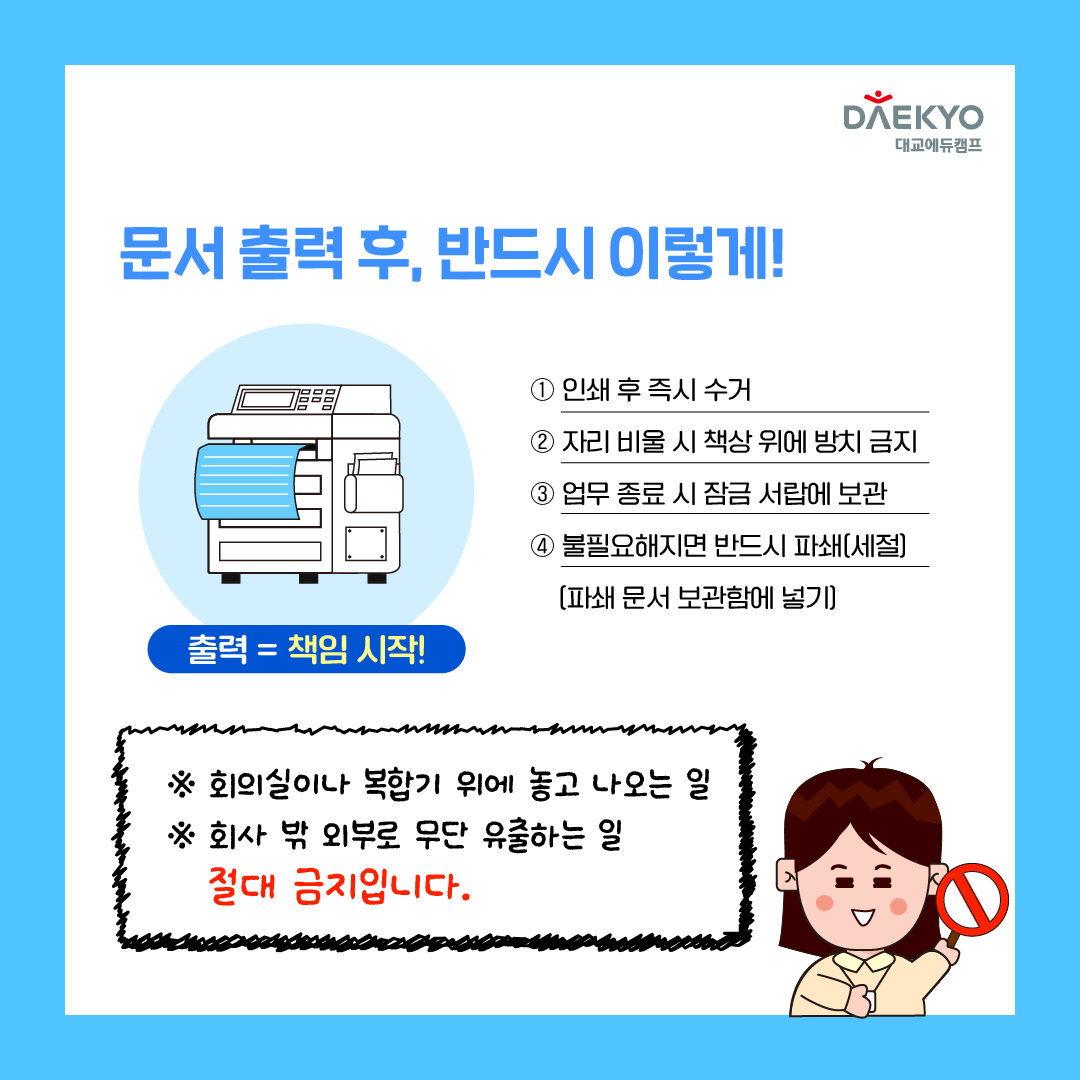 DAEKYO
대교에듀캠프
문서 출력 후, 반드시 이렇게!
① 인쇄 후 즉시 수거
② 자리 비울 시 책상 위에 방치 금지
③ 업무 종료 시 잠금 서랍에 보관
④ 불필요해지면 반드시 파쇄(세절)
(파쇄 문서 보관함에 넣기)
출력 = 책임 시작!
※ 회의실이나 복합기 위에 놓고 나오는 일
※ 회사 밖 외부로 무단 유출하는 일
절대 금지입니다.